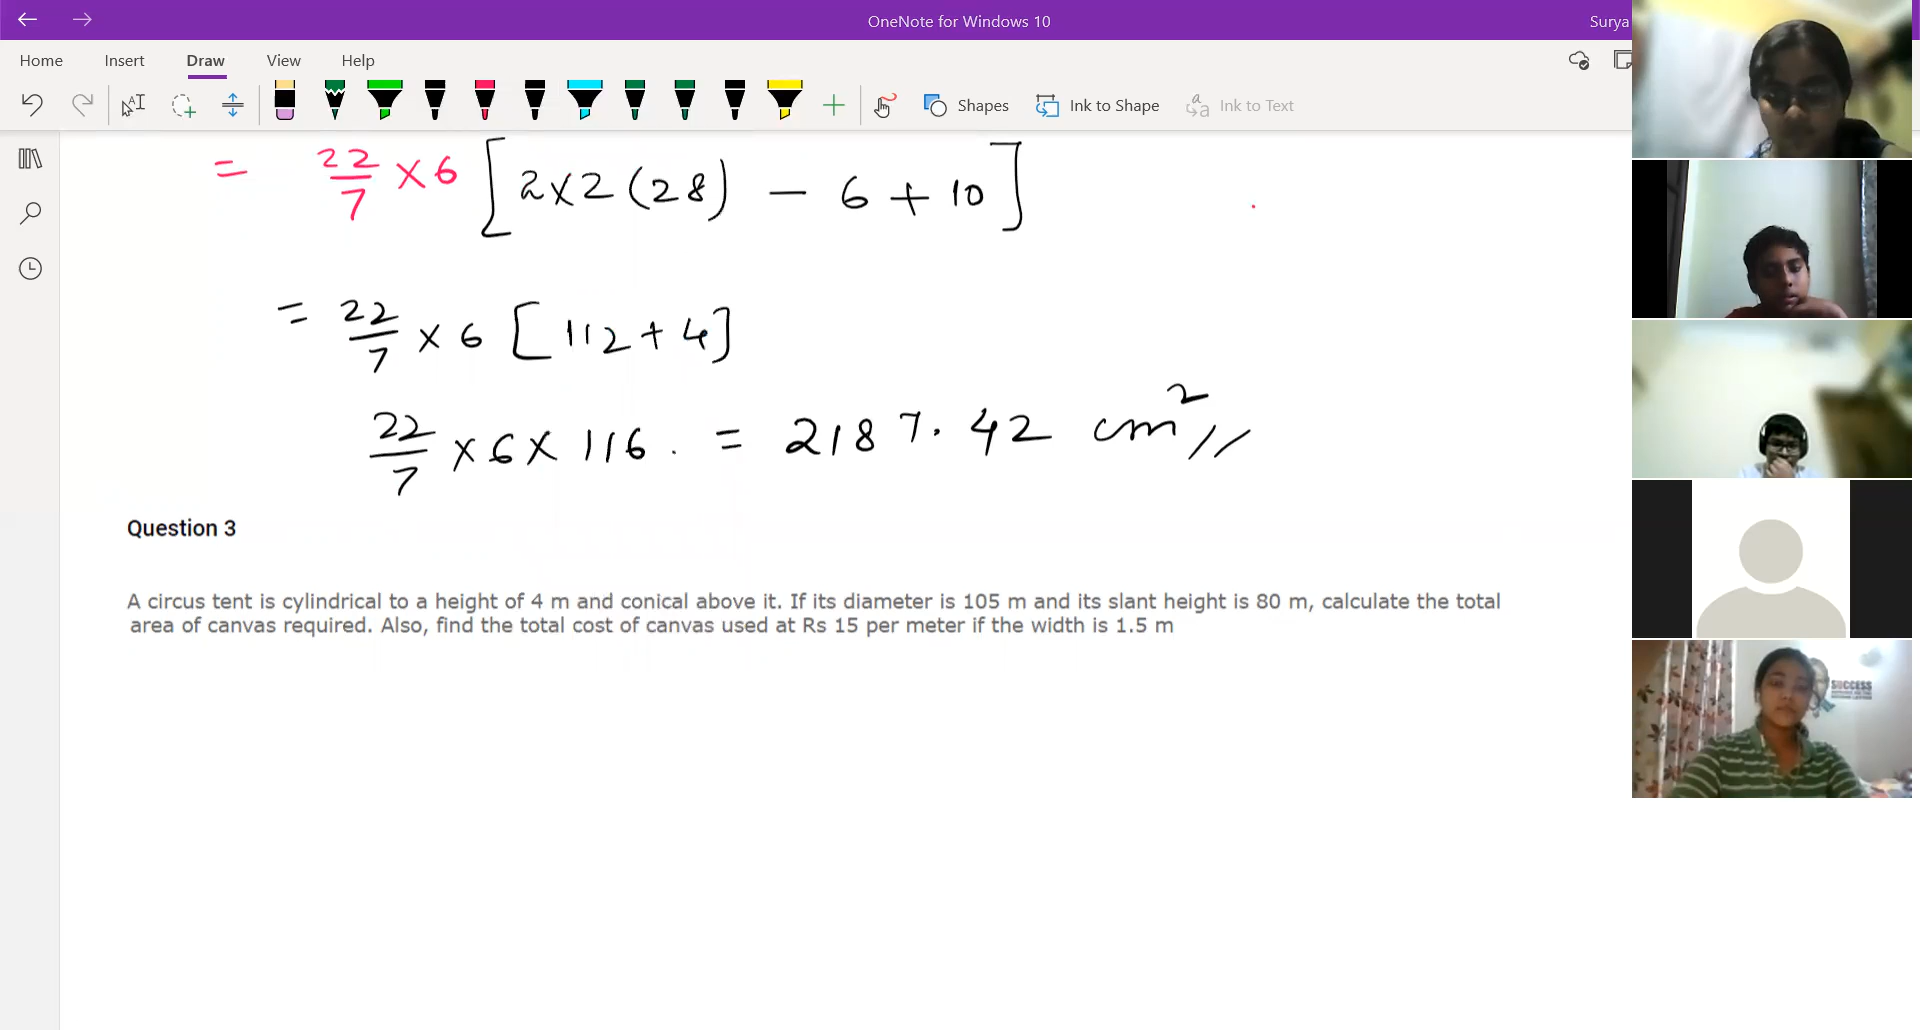 OneNote for Windows 10
Surya
Home Insert Draw View Help
Shapes Ink to Shape Ink to Text
= 22/7 × 6 [2×2(28) − 6 + 10]
= 22/7 × 6 [112 + 4]
22/7 × 6 × 116. = 2187.42 cm²//
Question 3
A circus tent is cylindrical to a height of 4 m and conical above it. If its diameter is 105 m and its slant height is 80 m, calculate the total
area of canvas required. Also, find the total cost of canvas used at Rs 15 per meter if the width is 1.5 m
SUCCESS